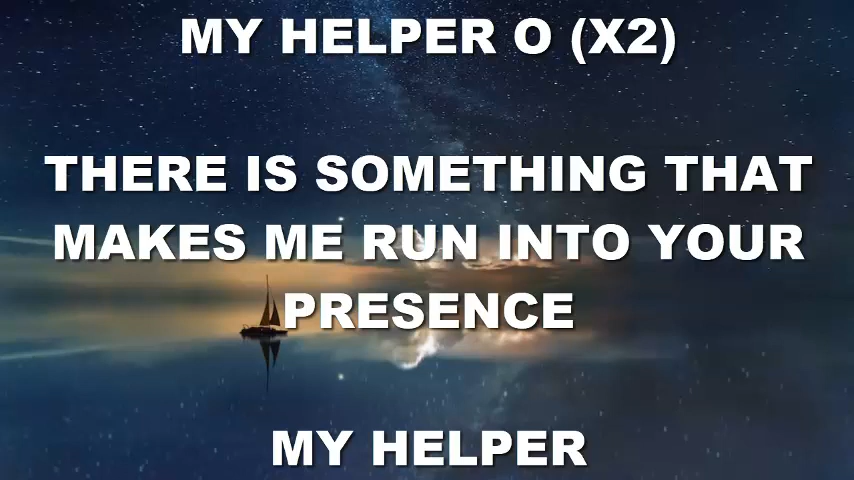 MY HELPER O (X2)
THERE IS SOMETHING THAT
MAKES ME RUN INTO YOUR
PRESENCE
MY HELPER